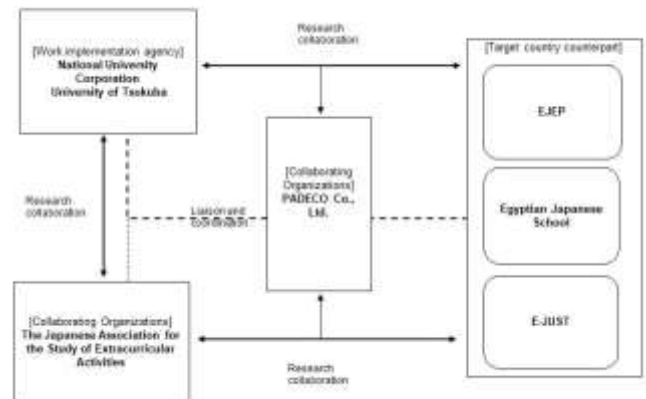 Research
collaboration
[Work implementation agency]
National University
Corporation
University of Tsukuba
[Target country counterpart]
EJEP
[Collaborating
Organizations]
PADECO Co.,
Ltd.
Research
collaboration
Egyptian Japanese
School
Liaison and
coordination
[Collaborating Organizations]
The Japanese Association for
the Study of Extracurricular
Activities
E-JUST
Research
collaboration